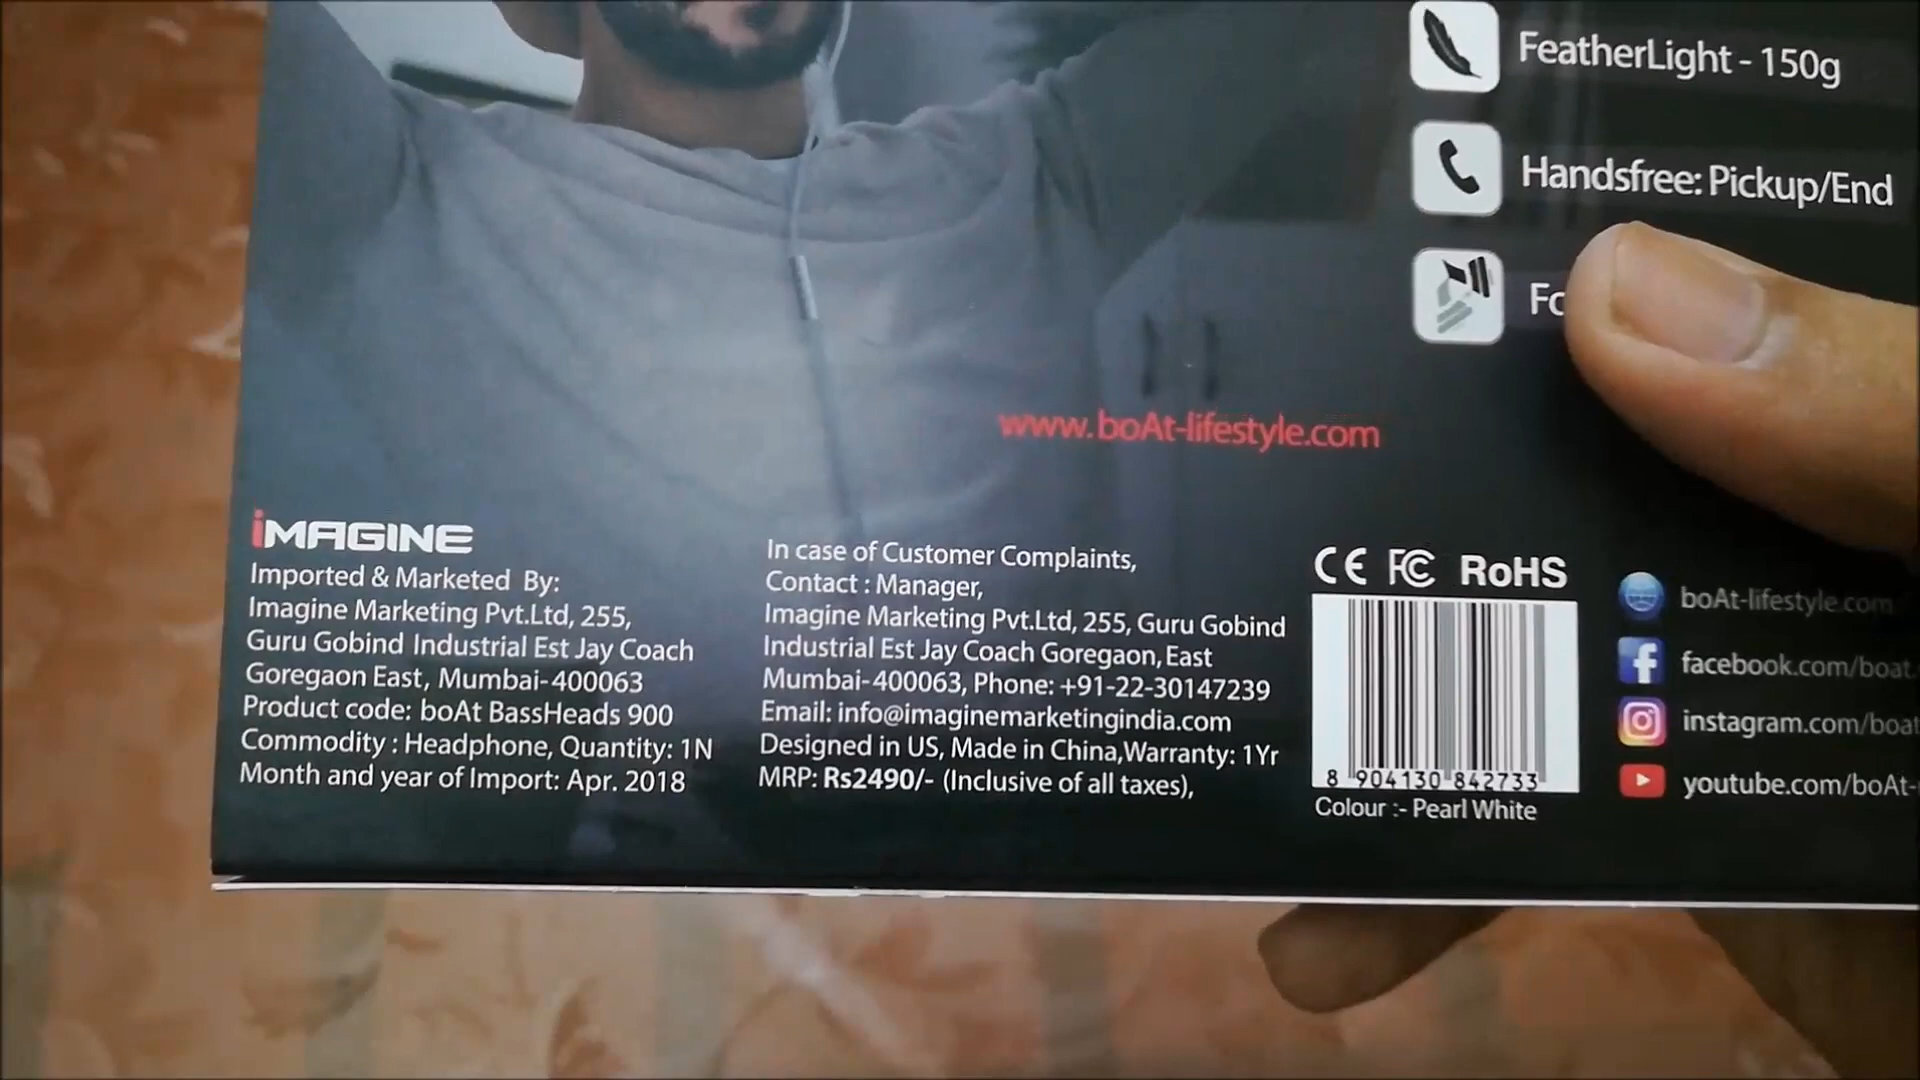 FeatherLight - 150g
Handsfree: Pickup/End
www.boAt-lifestyle.com
iMAGINE
Imported & Marketed By:
Imagine Marketing Pvt.Ltd, 255,
Guru Gobind Industrial Est Jay Coach
Goregaon East, Mumbai-400063
Product code: boAt BassHeads 900
Commodity : Headphone, Quantity: 1N
Month and year of Import: Apr. 2018
In case of Customer Complaints,
Contact : Manager,
Imagine Marketing Pvt.Ltd, 255, Guru Gobind
Industrial Est Jay Coach Goregaon, East
Mumbai-400063, Phone: +91-22-30147239
Email: info@imaginemarketingindia.com
Designed in US, Made in China,Warranty: 1Yr
MRP: Rs2490/- (Inclusive of all taxes),
CE FC RoHS
8 904130 842733
Colour :- Pearl White
boAt-lifestyle.com
facebook.com/boat.
instagram.com/boat
youtube.com/boAt-